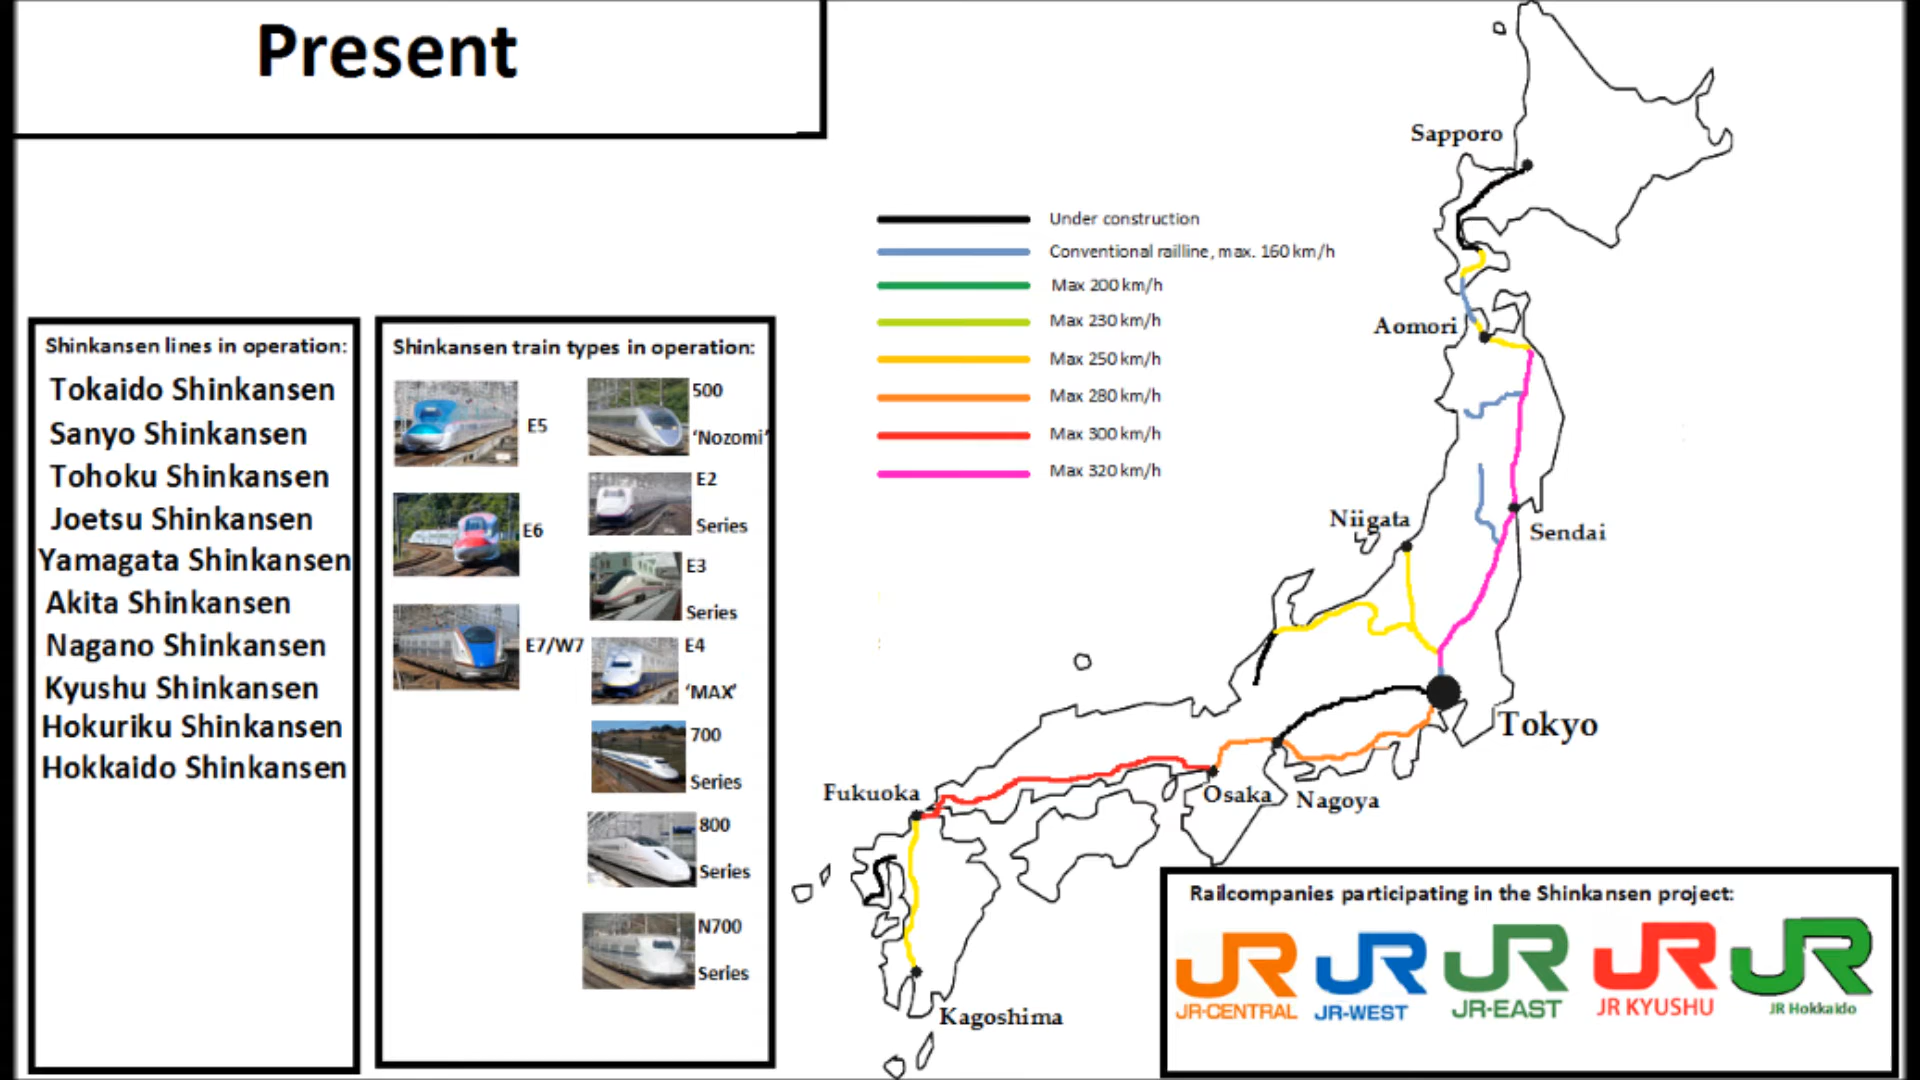 Present
Shinkansen lines in operation:
Tokaido Shinkansen
Sanyo Shinkansen
Tohoku Shinkansen
Joetsu Shinkansen
Yamagata Shinkansen
Akita Shinkansen
Nagano Shinkansen
Kyushu Shinkansen
Hokuriku Shinkansen
Hokkaido Shinkansen
Shinkansen train types in operation:
E5
E6
E7/W7
500
‘Nozomi’
E2
Series
E3
Series
E4
‘MAX’
700
Series
800
Series
N700
Series
Under construction
Conventional railline, max. 160 km/h
Max 200 km/h
Max 230 km/h
Max 250 km/h
Max 280 km/h
Max 300 km/h
Max 320 km/h
Sapporo
Aomori
Niigata
Sendai
Tokyo
Fukuoka
Osaka
Nagoya
Kagoshima
Railcompanies participating in the Shinkansen project:
JR JR JR JR JR
JR-CENTRAL JR-WEST JR-EAST JR KYUSHU JR Hokkaido